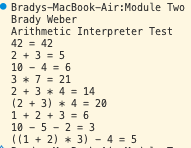 Bradys-MacBook-Air:Module Two
Brady Weber
Arithmetic Interpreter Test
42 = 42
2 + 3 = 5
10 - 4 = 6
3 * 7 = 21
2 + 3 * 4 = 14
(2 + 3) * 4 = 20
1 + 2 + 3 = 6
10 - 5 - 2 = 3
((1 + 2) * 3) - 4 = 5